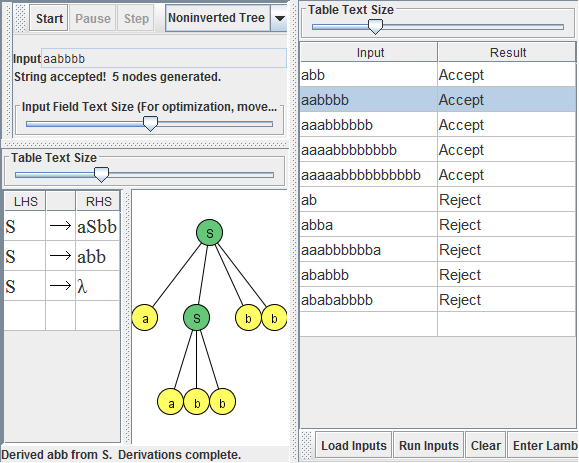 Start Pause Step Noninverted Tree
Input aabbbb
String accepted! 5 nodes generated.
Input Field Text Size (For optimization, move...
Table Text Size
LHS RHS
S → aSbb
S → abb
S → λ
S
a S b b
a b b
Derived abb from S. Derivations complete.
Table Text Size
Input Result
abb Accept
aabbbb Accept
aaabbbbbb Accept
aaaabbbbbbbb Accept
aaaaabbbbbbbbbb Accept
ab Reject
abba Reject
aaabbbbbba Reject
ababbb Reject
abababbbb Reject
Load Inputs Run Inputs Clear Enter Lamb